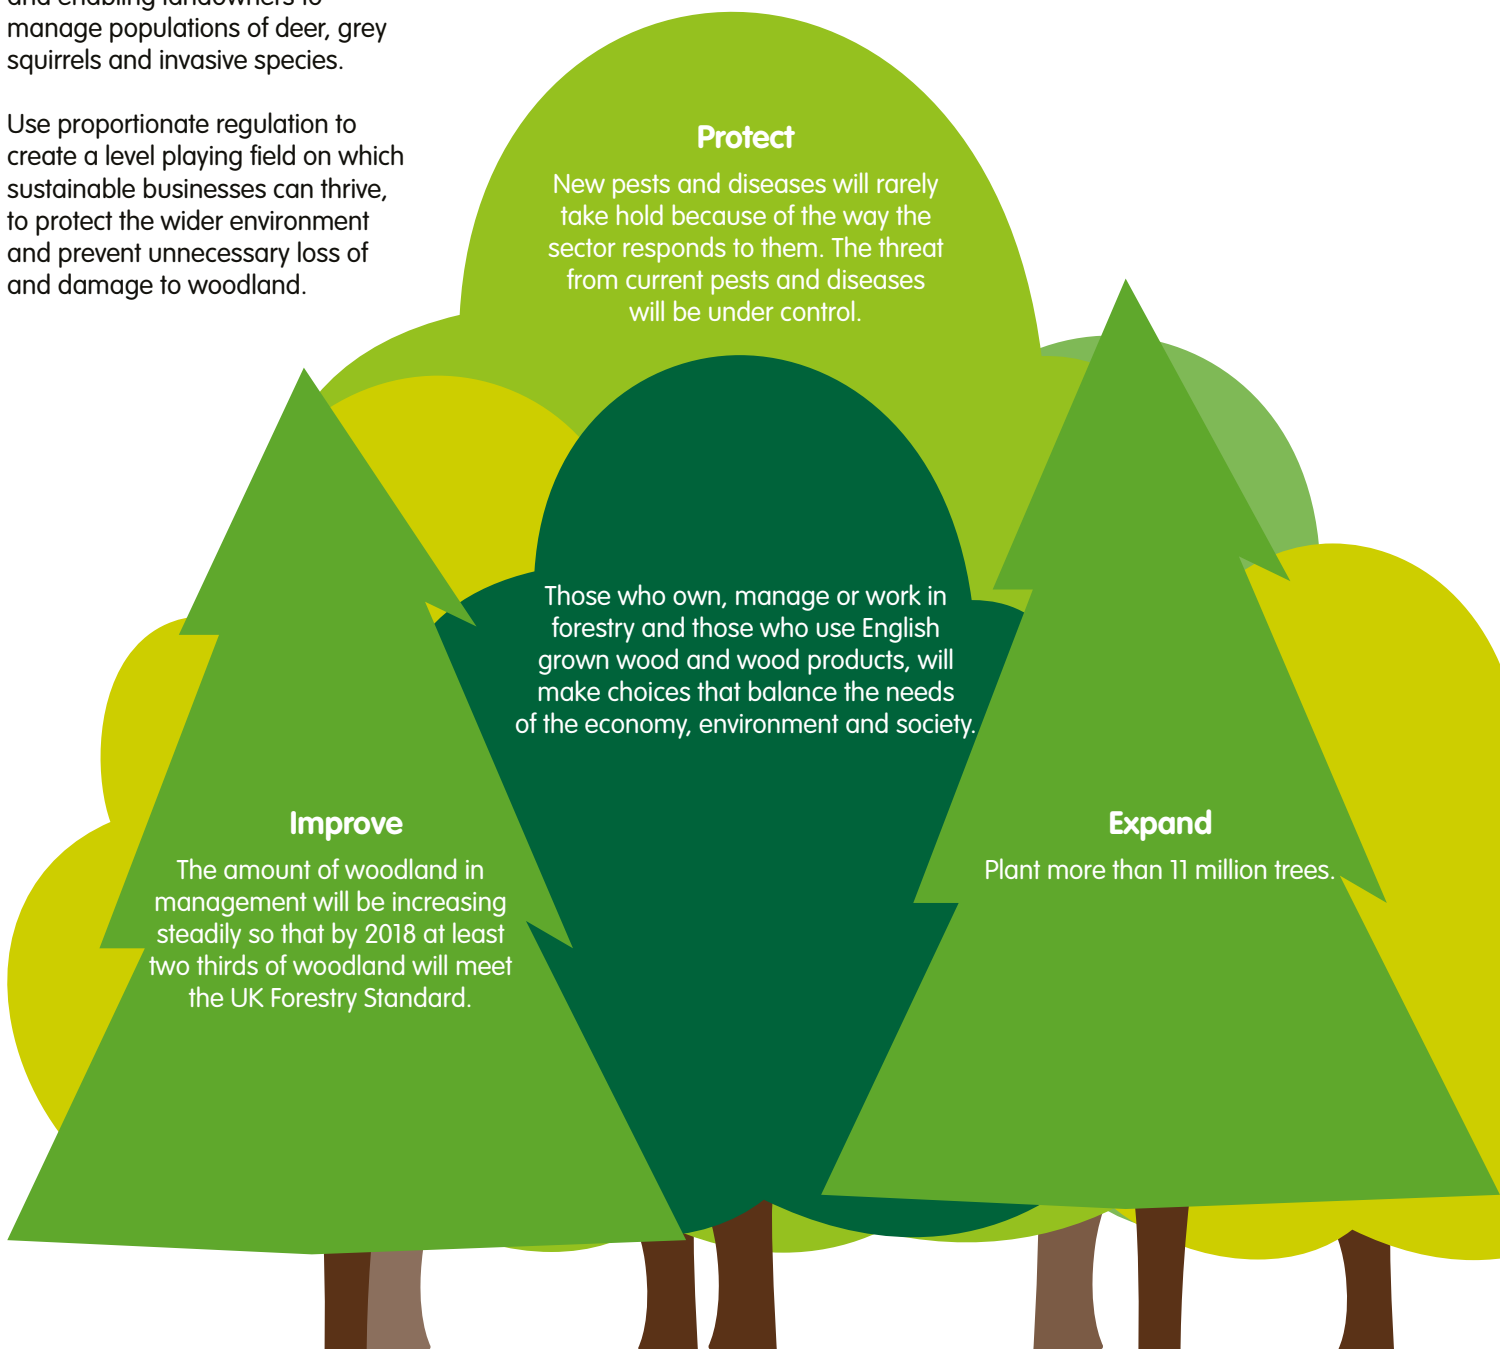 and enabling landowners to
manage populations of deer, grey
squirrels and invasive species.
Use proportionate regulation to
create a level playing field on which
sustainable businesses can thrive,
to protect the wider environment
and prevent unnecessary loss of
and damage to woodland.
Protect
New pests and diseases will rarely
take hold because of the way the
sector responds to them. The threat
from current pests and diseases
will be under control.
Those who own, manage or work in
forestry and those who use English
grown wood and wood products, will
make choices that balance the needs
of the economy, environment and society.
Improve
The amount of woodland in
management will be increasing
steadily so that by 2018 at least
two thirds of woodland will meet
the UK Forestry Standard.
Expand
Plant more than 11 million trees.